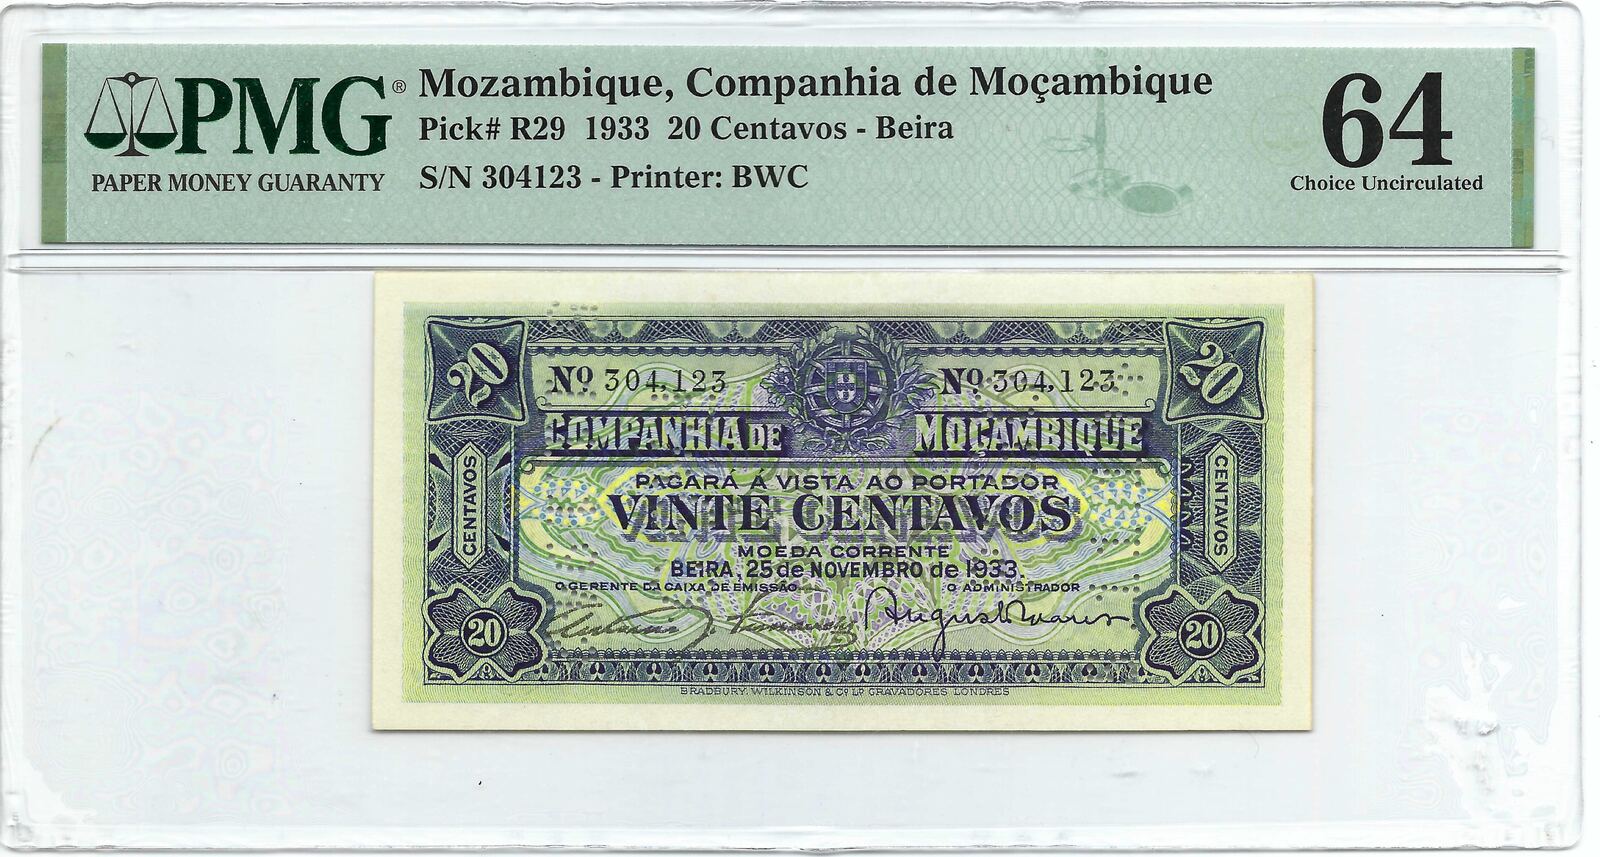 PMG®
PAPER MONEY GUARANTY
Mozambique, Companhia de Moçambique
Pick# R29 1933 20 Centavos - Beira
S/N 304123 - Printer: BWC
64
Choice Uncirculated
20
20
Nº 304,123
Nº 304,123
COMPANHIA DE MOÇAMBIQUE
CENTAVOS
CENTAVOS
PAGARÁ Á VISTA AO PORTADOR
VINTE CENTAVOS
MOEDA CORRENTE
BEIRA, 25 de NOVEMBRO de 1933
O GERENTE DA CAIXA DE EMISSÃO
O ADMINISTRADOR
20
20
BRADBURY, WILKINSON & Cº Lº GRAVADORES LONDRES